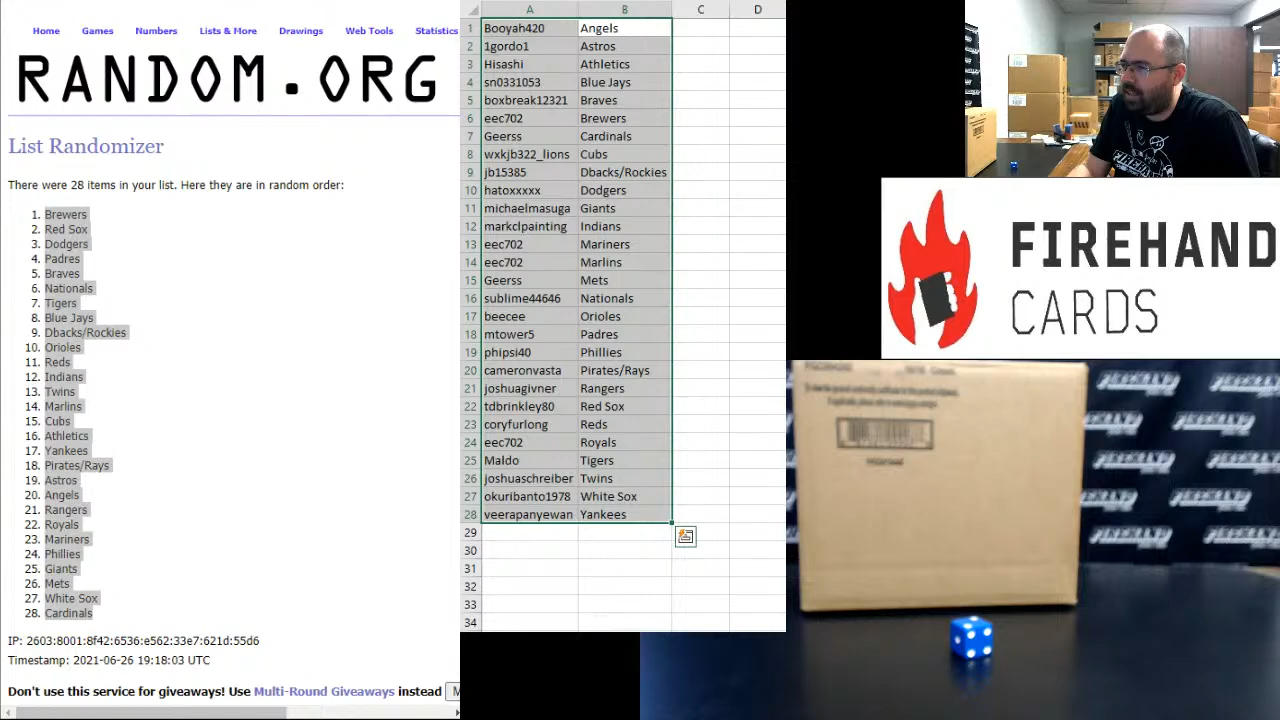 Home Games Numbers Lists & More Drawings Web Tools Statistics
RANDOM.ORG
List Randomizer
There were 28 items in your list. Here they are in random order:
1. Brewers
2. Red Sox
3. Dodgers
4. Padres
5. Braves
6. Nationals
7. Tigers
8. Blue Jays
9. Dbacks/Rockies
10. Orioles
11. Reds
12. Indians
13. Twins
14. Marlins
15. Cubs
16. Athletics
17. Yankees
18. Pirates/Rays
19. Astros
20. Angels
21. Rangers
22. Royals
23. Mariners
24. Phillies
25. Giants
26. Mets
27. White Sox
28. Cardinals
IP: 2603:8001:8f42:6536:e562:33e7:621d:55d6
Timestamp: 2021-06-26 19:18:03 UTC
Don't use this service for giveaways! Use Multi-Round Giveaways instead
A B C D
1 Booyah420 Angels
2 1gordo1 Astros
3 Hisashi Athletics
4 sn0331053 Blue Jays
5 boxbreak12321 Braves
6 eec702 Brewers
7 Geerss Cardinals
8 wxkjb322_lions Cubs
9 jb15385 Dbacks/Rockies
10 hatoxxxxx Dodgers
11 michaelmasuga Giants
12 markclpainting Indians
13 eec702 Mariners
14 eec702 Marlins
15 Geerss Mets
16 sublime44646 Nationals
17 beecee Orioles
18 mtower5 Padres
19 phipsi40 Phillies
20 cameronvasta Pirates/Rays
21 joshuagivner Rangers
22 tdbrinkley80 Red Sox
23 coryfurlong Reds
24 eec702 Royals
25 Maldo Tigers
26 joshuaschreiber Twins
27 okuribanto1978 White Sox
28 veerapanyewan Yankees
29
30
31
32
33
34
FIREHAND
CARDS